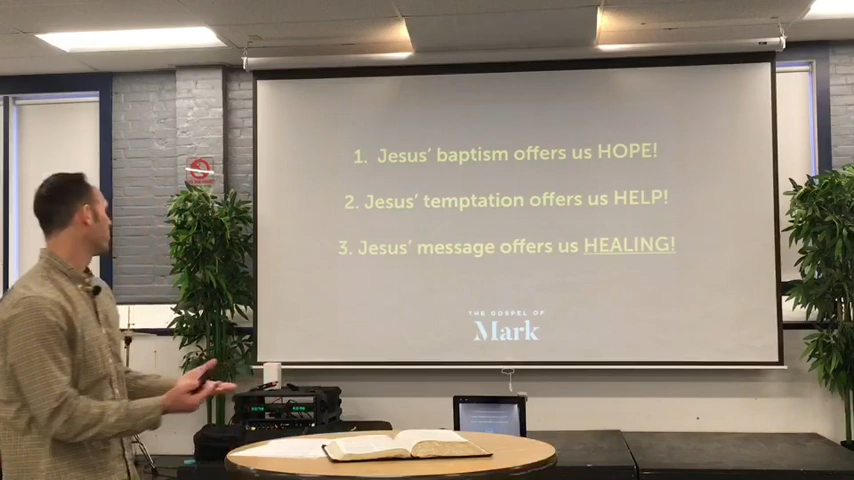 1. Jesus' baptism offers us HOPE!
2. Jesus' temptation offers us HELP!
3. Jesus' message offers us HEALING!
THE GOSPEL OF
Mark